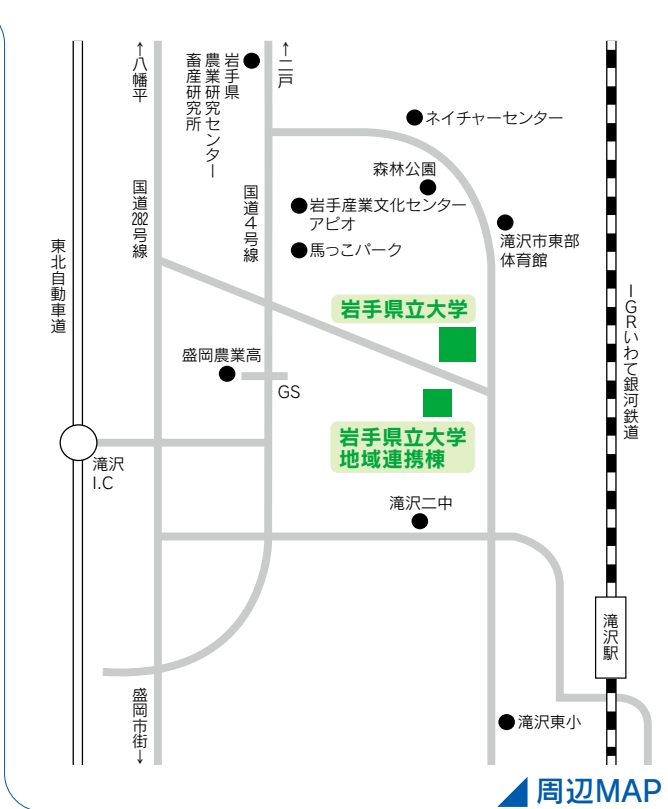 ←八幡平
岩手県
農業研究センター
畜産研究所
←二戸
ネイチャーセンター
森林公園
国道282号線
国道4号線
岩手産業文化センター
アピオ
滝沢市東部
体育館
馬っこパーク
東北自動車道
IGRいわて銀河鉄道
岩手県立大学
盛岡農業高
GS
岩手県立大学
地域連携棟
滝沢
I.C
滝沢二中
滝沢駅
盛岡市街→
滝沢東小
周辺MAP